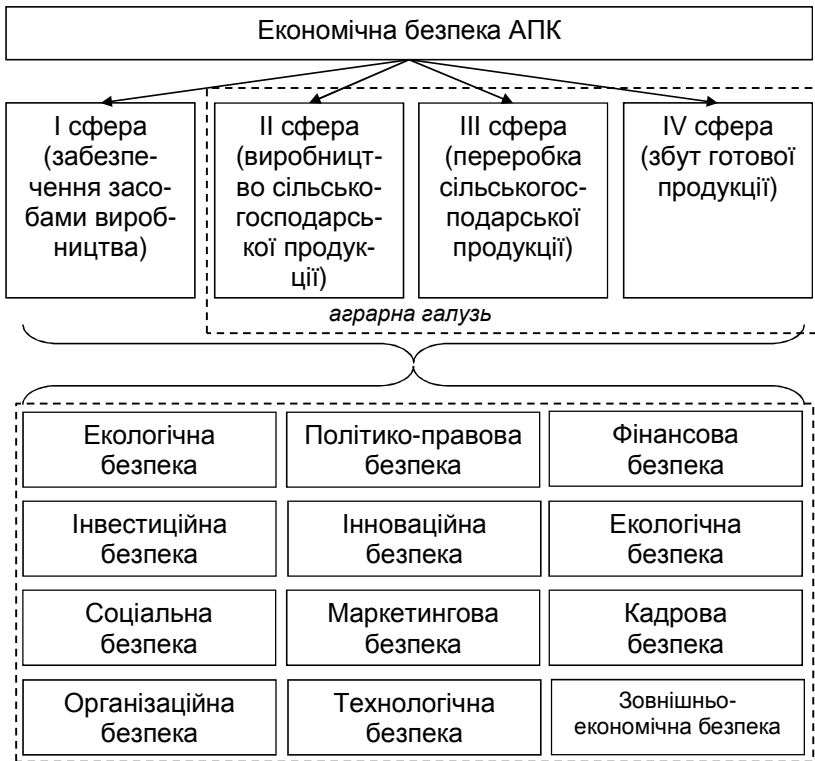 Економічна безпека АПК
I сфера
(забезпе-
чення засо-
бами вироб-
ництва)
II сфера
(виробницт-
во сільсько-
господарсь-
кої продук-
ції)
III сфера
(переробка
сільськогос-
подарської
продукції)
IV сфера
(збут готової
продукції)
аграрна галузь
Екологічна
безпека
Політико-правова
безпека
Фінансова
безпека
Інвестиційна
безпека
Інноваційна
безпека
Екологічна
безпека
Соціальна
безпека
Маркетингова
безпека
Кадрова
безпека
Організаційна
безпека
Технологічна
безпека
Зовнішньо-
економічна безпека